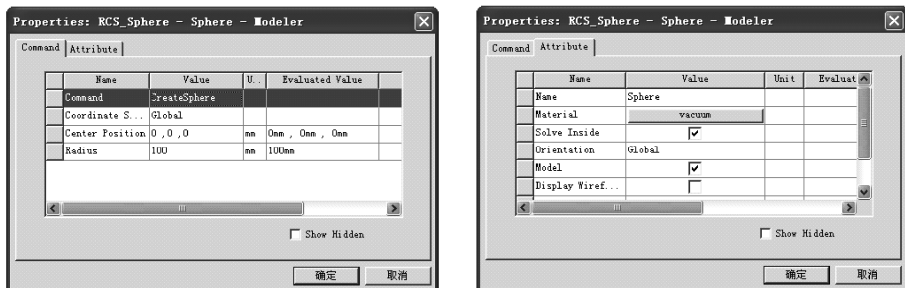 Properties: RCS_Sphere - Sphere - Modeler
Command Attribute
Name Value U.. Evaluated Value
Command CreateSphere
Coordinate S... Global
Center Position 0 ,0 ,0 mm 0mm , 0mm , 0mm
Radius 100 mm 100mm
Show Hidden
确定 取消
Properties: RCS_Sphere - Sphere - Modeler
Command Attribute
Name Value Unit Evaluat
Name Sphere
Material vacuum
Solve Inside
Orientation Global
Model
Display Wiref...
Show Hidden
确定 取消